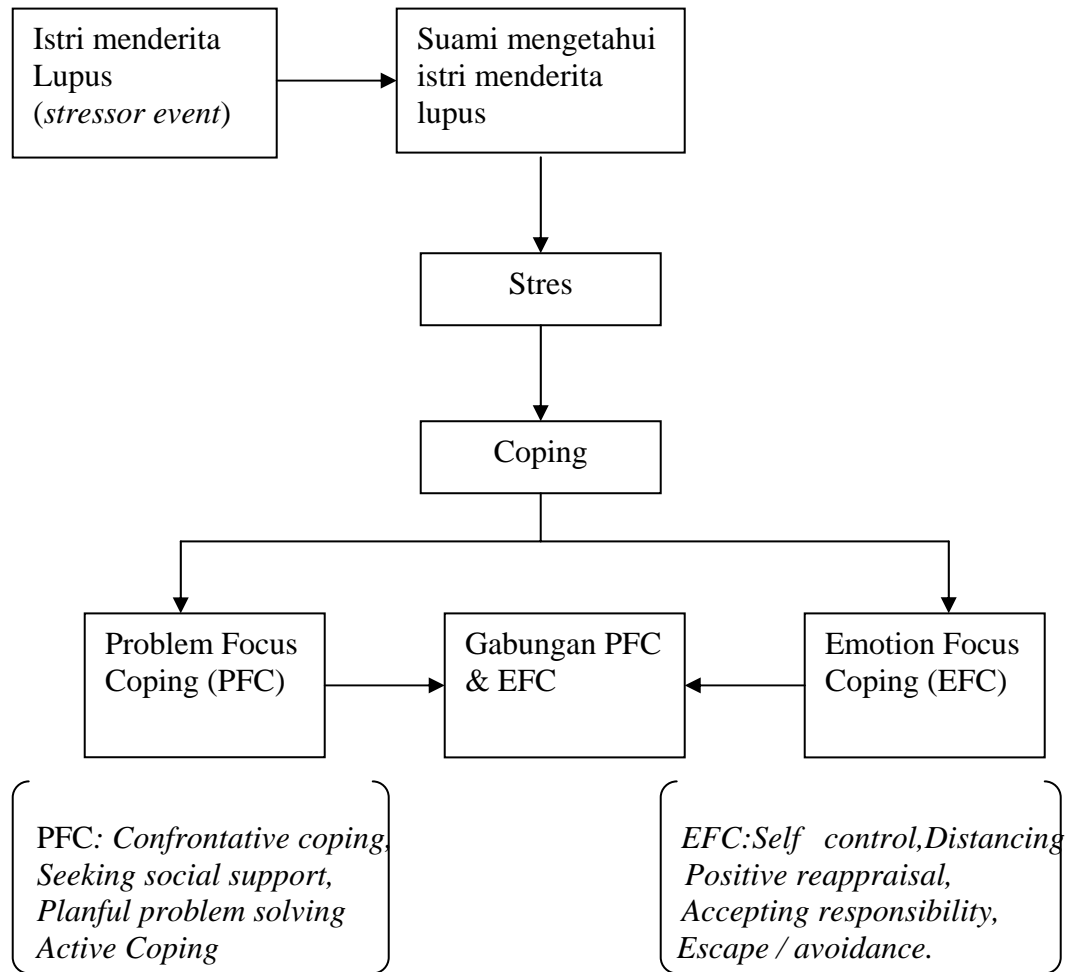 Istri menderita
Lupus
(stressor event)
Suami mengetahui
istri menderita
lupus
Stres
Coping
Problem Focus
Coping (PFC)
Gabungan PFC
& EFC
Emotion Focus
Coping (EFC)
PFC: Confrontative coping,
Seeking social support,
Planful problem solving
Active Coping
EFC:Self control,Distancing
Positive reappraisal,
Accepting responsibility,
Escape / avoidance.